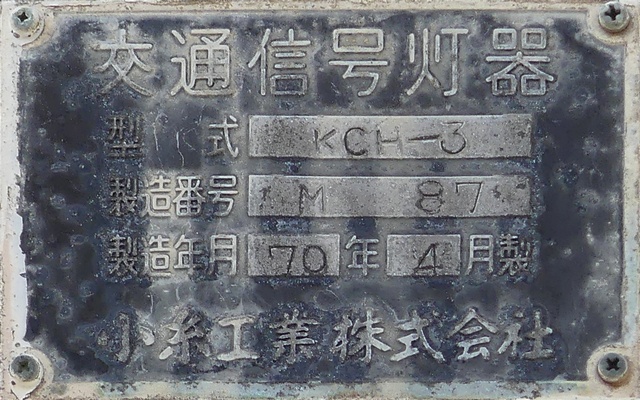 交通信号灯器
型式 KCH-3
製造番号 M 87
製造年月 70年4月製
小糸工業株式会社